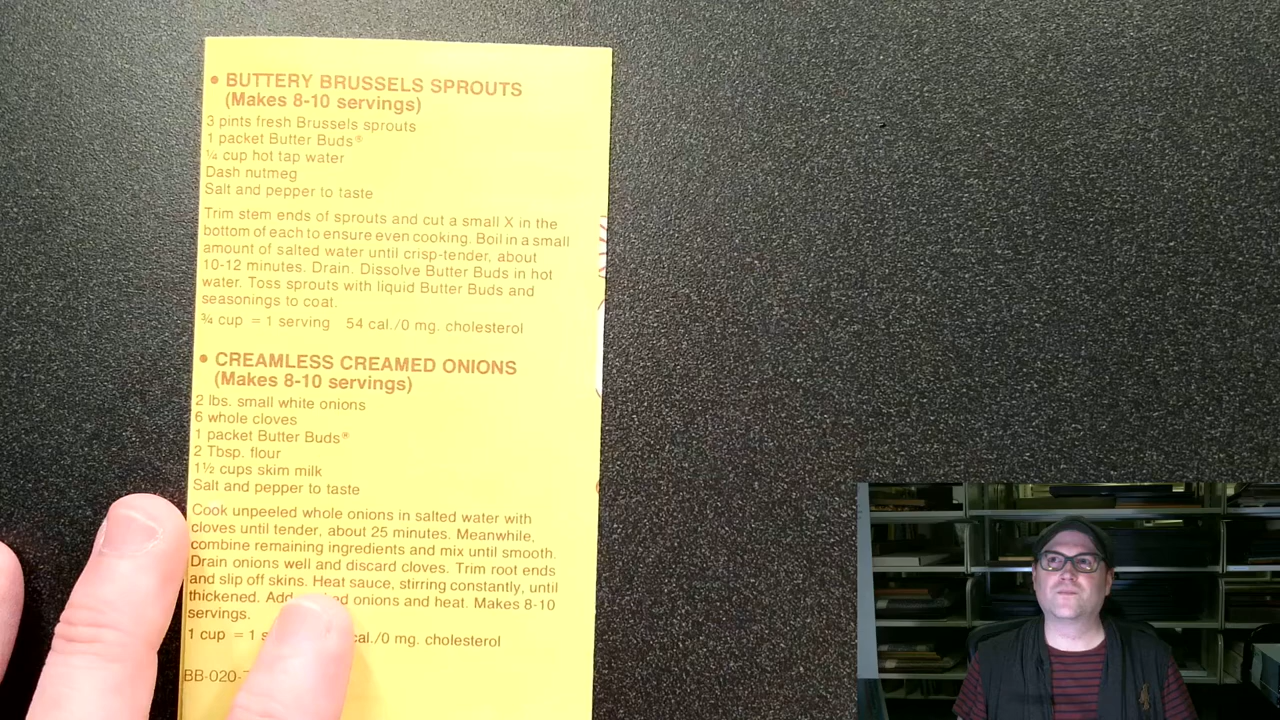 • BUTTERY BRUSSELS SPROUTS
(Makes 8-10 servings)
3 pints fresh Brussels sprouts
1 packet Butter Buds®
¼ cup hot tap water
Dash nutmeg
Salt and pepper to taste
Trim stem ends of sprouts and cut a small X in the
bottom of each to ensure even cooking. Boil in a small
amount of salted water until crisp-tender, about
10-12 minutes. Drain. Dissolve Butter Buds in hot
water. Toss sprouts with liquid Butter Buds and
seasonings to coat.
¾ cup = 1 serving 54 cal./0 mg. cholesterol
• CREAMLESS CREAMED ONIONS
(Makes 8-10 servings)
2 lbs. small white onions
6 whole cloves
1 packet Butter Buds®
2 Tbsp. flour
1½ cups skim milk
Salt and pepper to taste
Cook unpeeled whole onions in salted water with
cloves until tender, about 25 minutes. Meanwhile,
combine remaining ingredients and mix until smooth.
Drain onions well and discard cloves. Trim root ends
and slip off skins. Heat sauce, stirring constantly, until
thickened. Add onions and heat. Makes 8-10
servings.
1 cup = 1 cal./0 mg. cholesterol
BB-020-